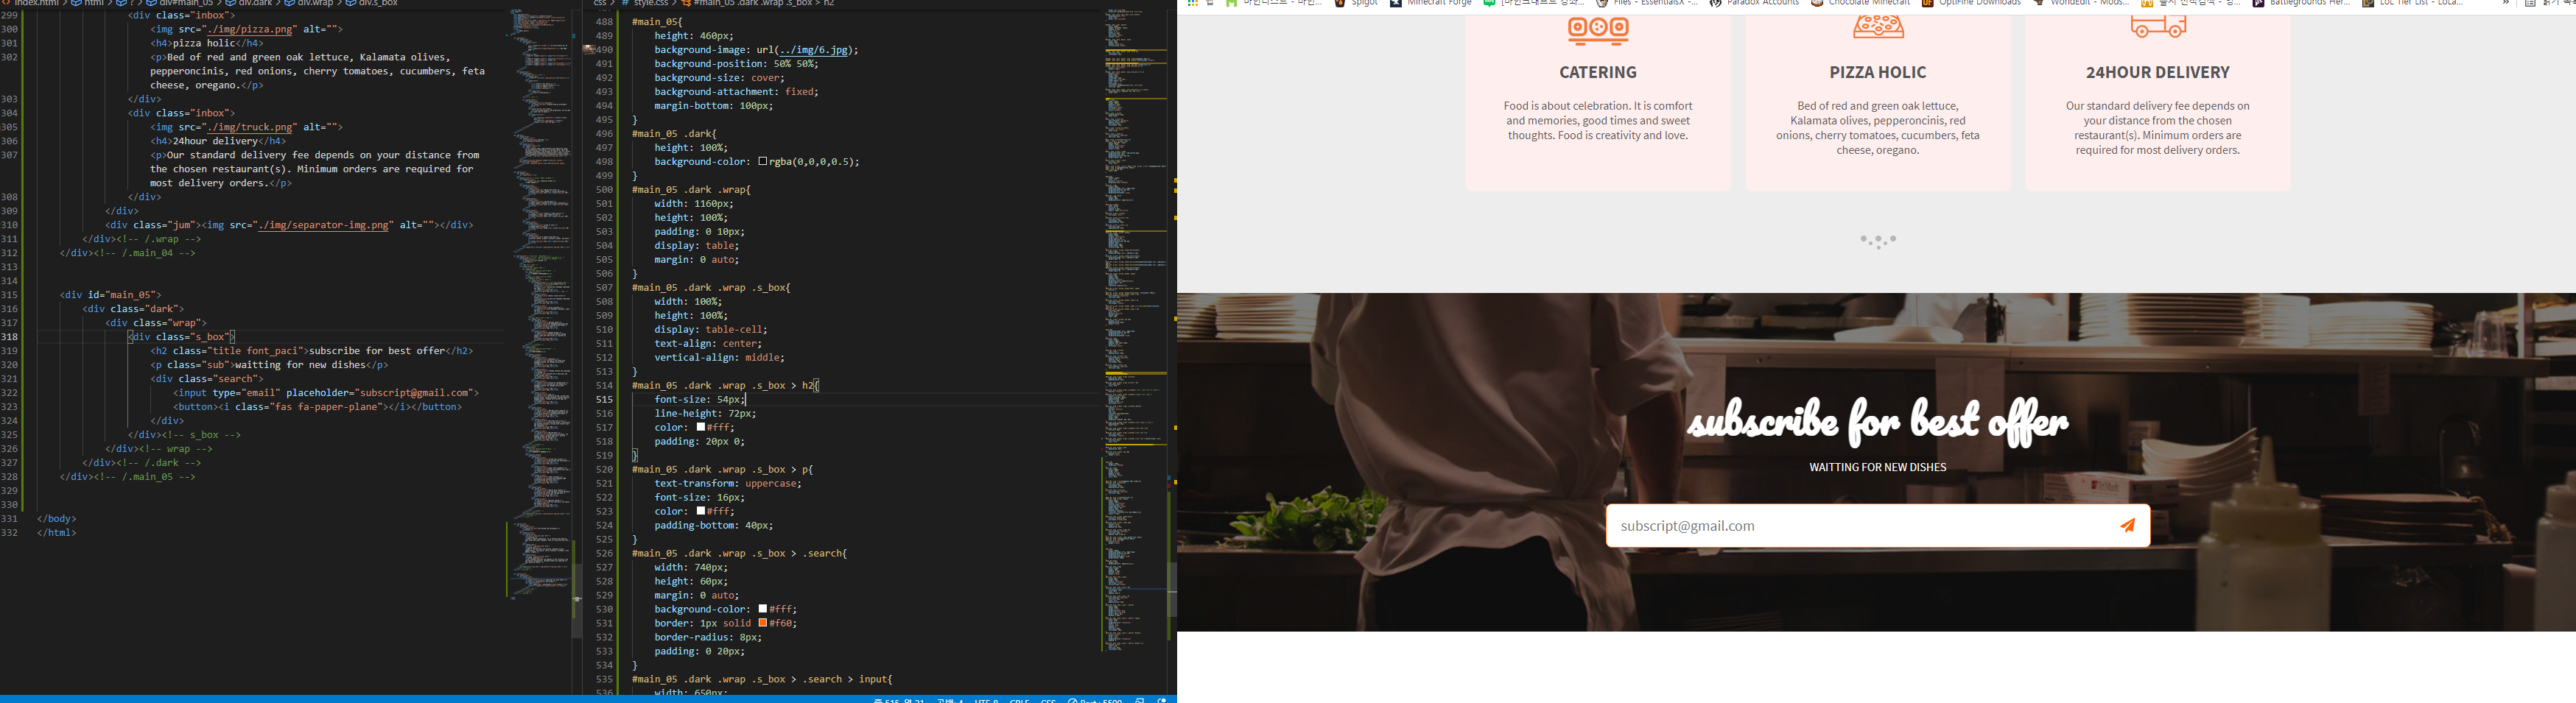 index.html > html > ? > div#main_05 > div.dark > div.wrap > div.s_box
299 <div class="inbox">
300 <img src="./img/pizza.png" alt="">
301 <h4>pizza holic</h4>
302 <p>Bed of red and green oak lettuce, Kalamata olives,
pepperoncinis, red onions, cherry tomatoes, cucumbers, feta
cheese, oregano.</p>
303 </div>
304 <div class="inbox">
305 <img src="./img/truck.png" alt="">
306 <h4>24hour delivery</h4>
307 <p>Our standard delivery fee depends on your distance from
the chosen restaurant(s). Minimum orders are required for
most delivery orders.</p>
308 </div>
309 </div>
310 <div class="jum"><img src="./img/separator-img.png" alt=""></div>
311 </div><!-- /.wrap -->
312 </div><!-- /.main_04 -->
313
314
315 <div id="main_05">
316 <div class="dark">
317 <div class="wrap">
318 <div class="s_box">
319 <h2 class="title font_paci">subscribe for best offer</h2>
320 <p class="sub">waitting for new dishes</p>
321 <div class="search">
322 <input type="email" placeholder="subscript@gmail.com">
323 <button><i class="fas fa-paper-plane"></i></button>
324 </div>
325 </div><!-- s_box -->
326 </div><!-- wrap -->
327 </div><!-- /.dark -->
328 </div><!-- /.main_05 -->
329
330
331 </body>
332 </html>
css > # style.css > #main_05 .dark .wrap .s_box > h2
488 #main_05{
489 height: 460px;
490 background-image: url(../img/6.jpg);
491 background-position: 50% 50%;
492 background-size: cover;
493 background-attachment: fixed;
494 margin-bottom: 100px;
495 }
496 #main_05 .dark{
497 height: 100%;
498 background-color: rgba(0,0,0,0.5);
499 }
500 #main_05 .dark .wrap{
501 width: 1160px;
502 height: 100%;
503 padding: 0 10px;
504 display: table;
505 margin: 0 auto;
506 }
507 #main_05 .dark .wrap .s_box{
508 width: 100%;
509 height: 100%;
510 display: table-cell;
511 text-align: center;
512 vertical-align: middle;
513 }
514 #main_05 .dark .wrap .s_box > h2{
515 font-size: 54px;
516 line-height: 72px;
517 color: #fff;
518 padding: 20px 0;
519 }
520 #main_05 .dark .wrap .s_box > p{
521 text-transform: uppercase;
522 font-size: 16px;
523 color: #fff;
524 padding-bottom: 40px;
525 }
526 #main_05 .dark .wrap .s_box > .search{
527 width: 740px;
528 height: 60px;
529 margin: 0 auto;
530 background-color: #fff;
531 border: 1px solid #f60;
532 border-radius: 8px;
533 padding: 0 20px;
534 }
535 #main_05 .dark .wrap .s_box > .search > input{
536 width: 650px;
Spigot Minecraft Forge Files - EssentialsX -... Paradox Accounts Chocolate Minecraft OptiFine Downloads WorldEdit - Mods... Battlegrounds Her... LoL Tier List - LoLa...
CATERING
Food is about celebration. It is comfort
and memories, good times and sweet
thoughts. Food is creativity and love.
PIZZA HOLIC
Bed of red and green oak lettuce,
Kalamata olives, pepperoncinis, red
onions, cherry tomatoes, cucumbers, feta
cheese, oregano.
24HOUR DELIVERY
Our standard delivery fee depends on
your distance from the chosen
restaurant(s). Minimum orders are
required for most delivery orders.
subscribe for best offer
WAITTING FOR NEW DISHES
subscript@gmail.com